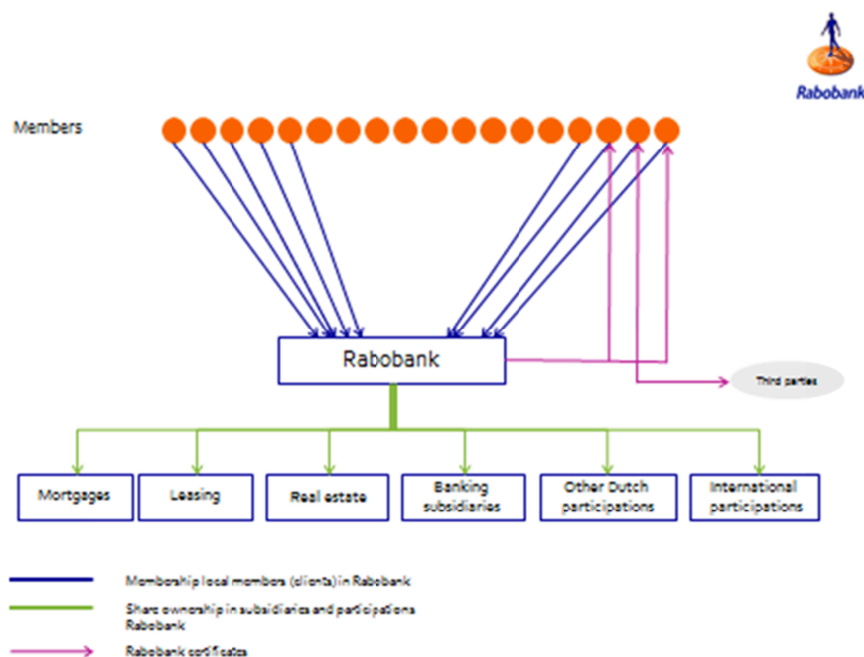 Rabobank
Members
Rabobank
Third parties
Mortgages
Leasing
Real estate
Banking
subsidiaries
Other Dutch
participations
International
participations
Membership local members (clients) in Rabobank
Share ownership in subsidiaries and participations
Rabobank
Rabobank certificates